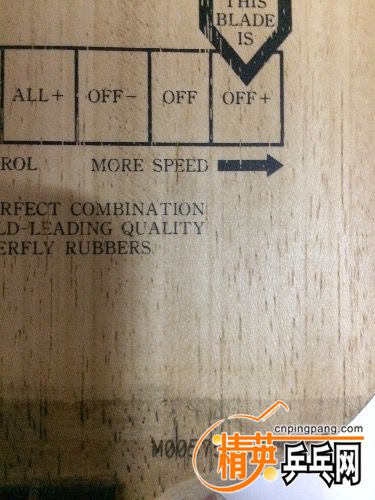 THIS
BLADE
IS
ALL+ OFF- OFF OFF+
ROL MORE SPEED
RFECT COMBINATION
LD-LEADING QUALITY
ERFLY RUBBERS.
cnpingpang.com
M0057
精英乒乓网